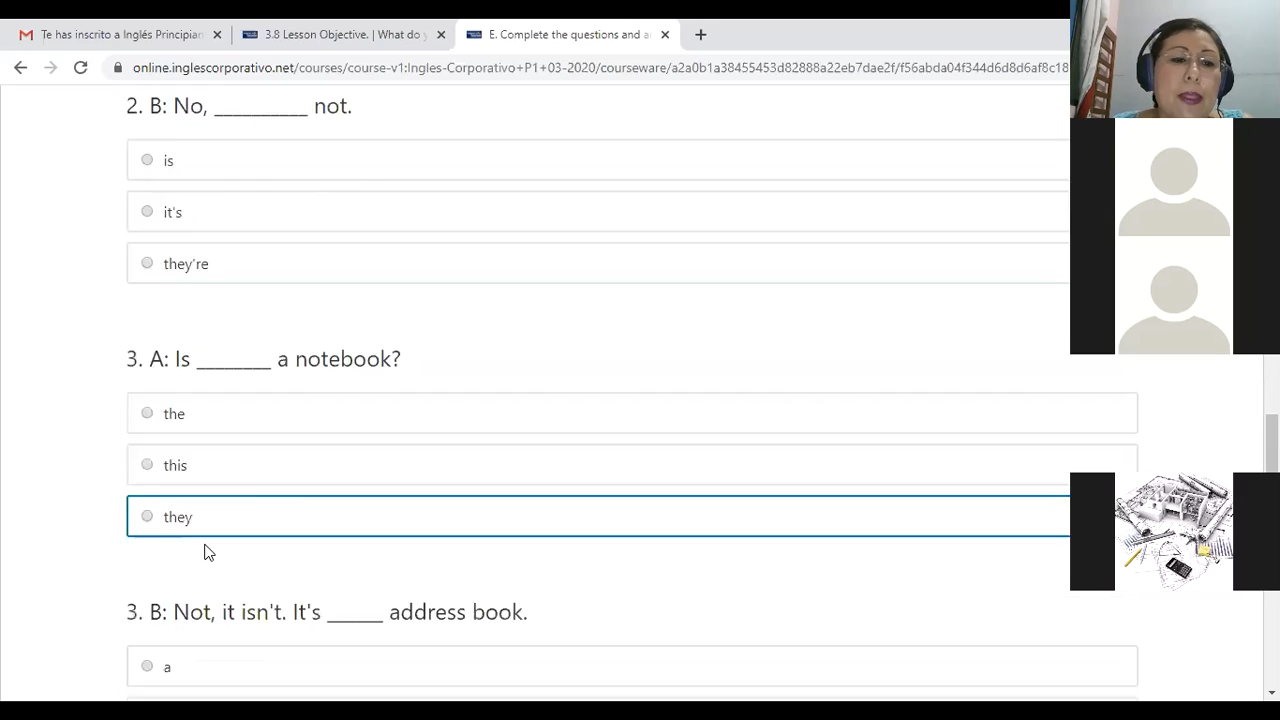 Te has inscrito a Inglés Principian
3.8 Lesson Objective. | What do y
E. Complete the questions and a
online.inglescorporativo.net/courses/course-v1:Ingles-Corporativo+P1+03-2020/courseware/a2a0b1a38455453d82888a22eb7dae2f/f56abda04f344d6d8d6af8c18
2. B: No, __________ not.
is
it's
they're
3. A: Is ________ a notebook?
the
this
they
3. B: Not, it isn't. It's ______ address book.
a